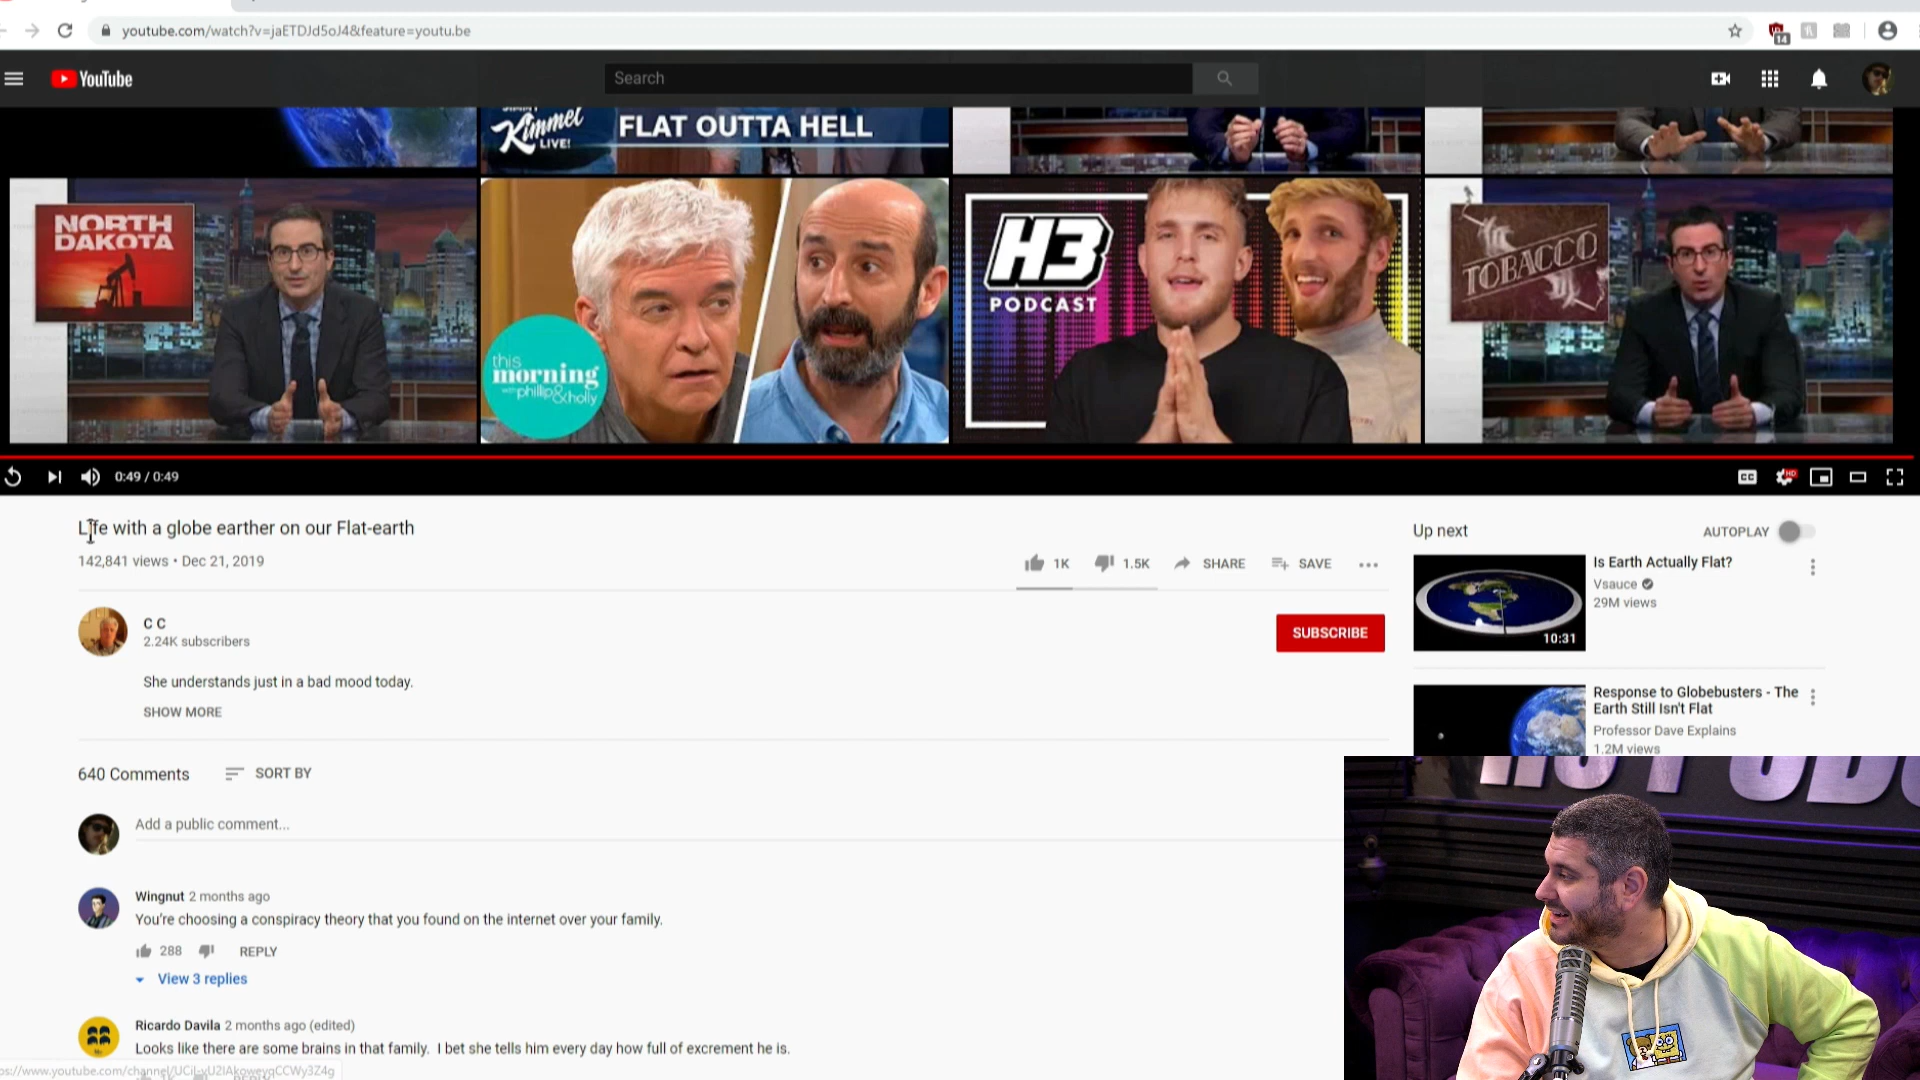 youtube.com/watch?v=jaETDJd5oJ4&feature=youtu.be
14
YouTube
Search
Kimmel
LIVE!
FLAT OUTTA HELL
NORTH
DAKOTA
this
morning
with phillip&holly
H3
PODCAST
TOBACCO
0:49 / 0:49
CC
HD
Life with a globe earther on our Flat-earth
142,841 views • Dec 21, 2019
1K
1.5K
SHARE
SAVE
Up next
AUTOPLAY
Is Earth Actually Flat?
Vsauce
29M views
10:31
C C
2.24K subscribers
SUBSCRIBE
She understands just in a bad mood today.
SHOW MORE
Response to Globebusters - The
Earth Still Isn't Flat
Professor Dave Explains
1.2M views
640 Comments
SORT BY
Add a public comment...
Wingnut 2 months ago
You're choosing a conspiracy theory that you found on the internet over your family.
288
REPLY
View 3 replies
Ricardo Davila 2 months ago (edited)
Looks like there are some brains in that family. I bet she tells him every day how full of excrement he is.